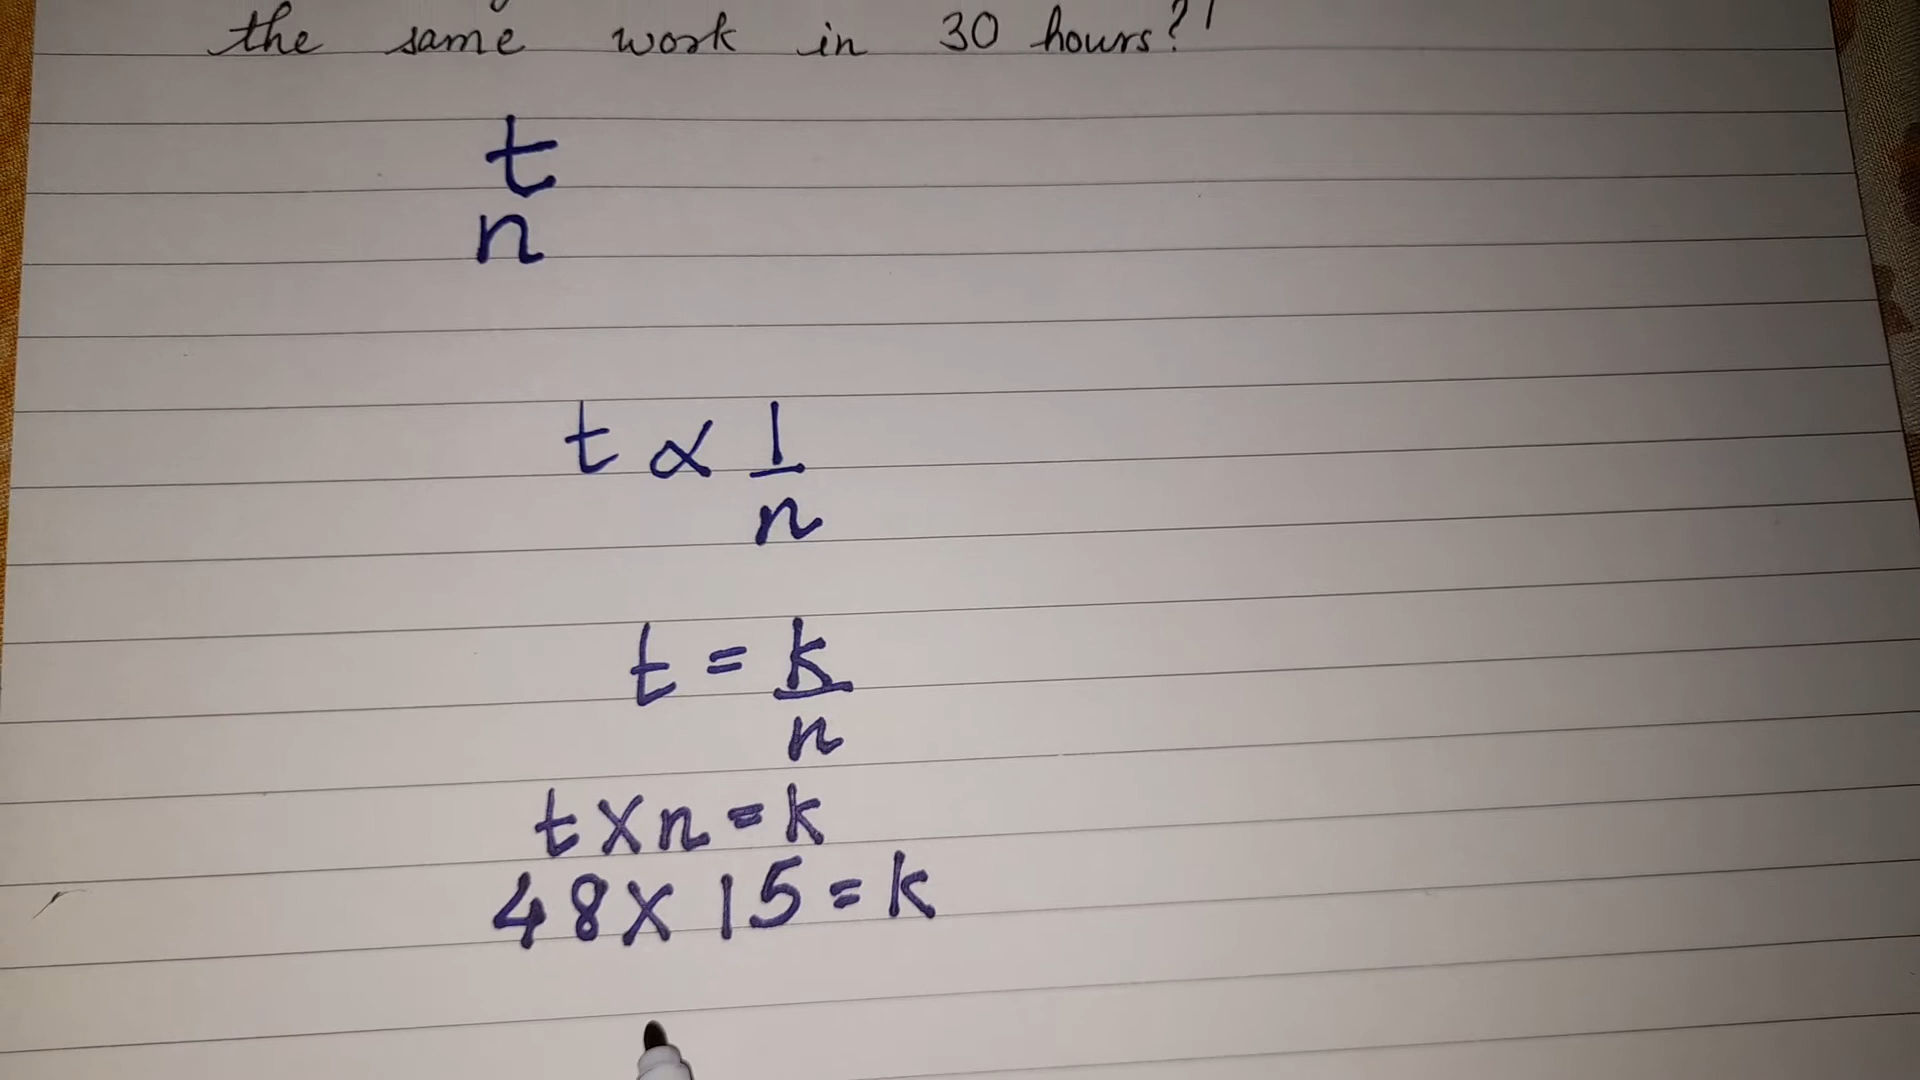 the same work in 30 hours?'
t
n
t ∝ 1/n
t = k/n
t × n = k
48 × 15 = k